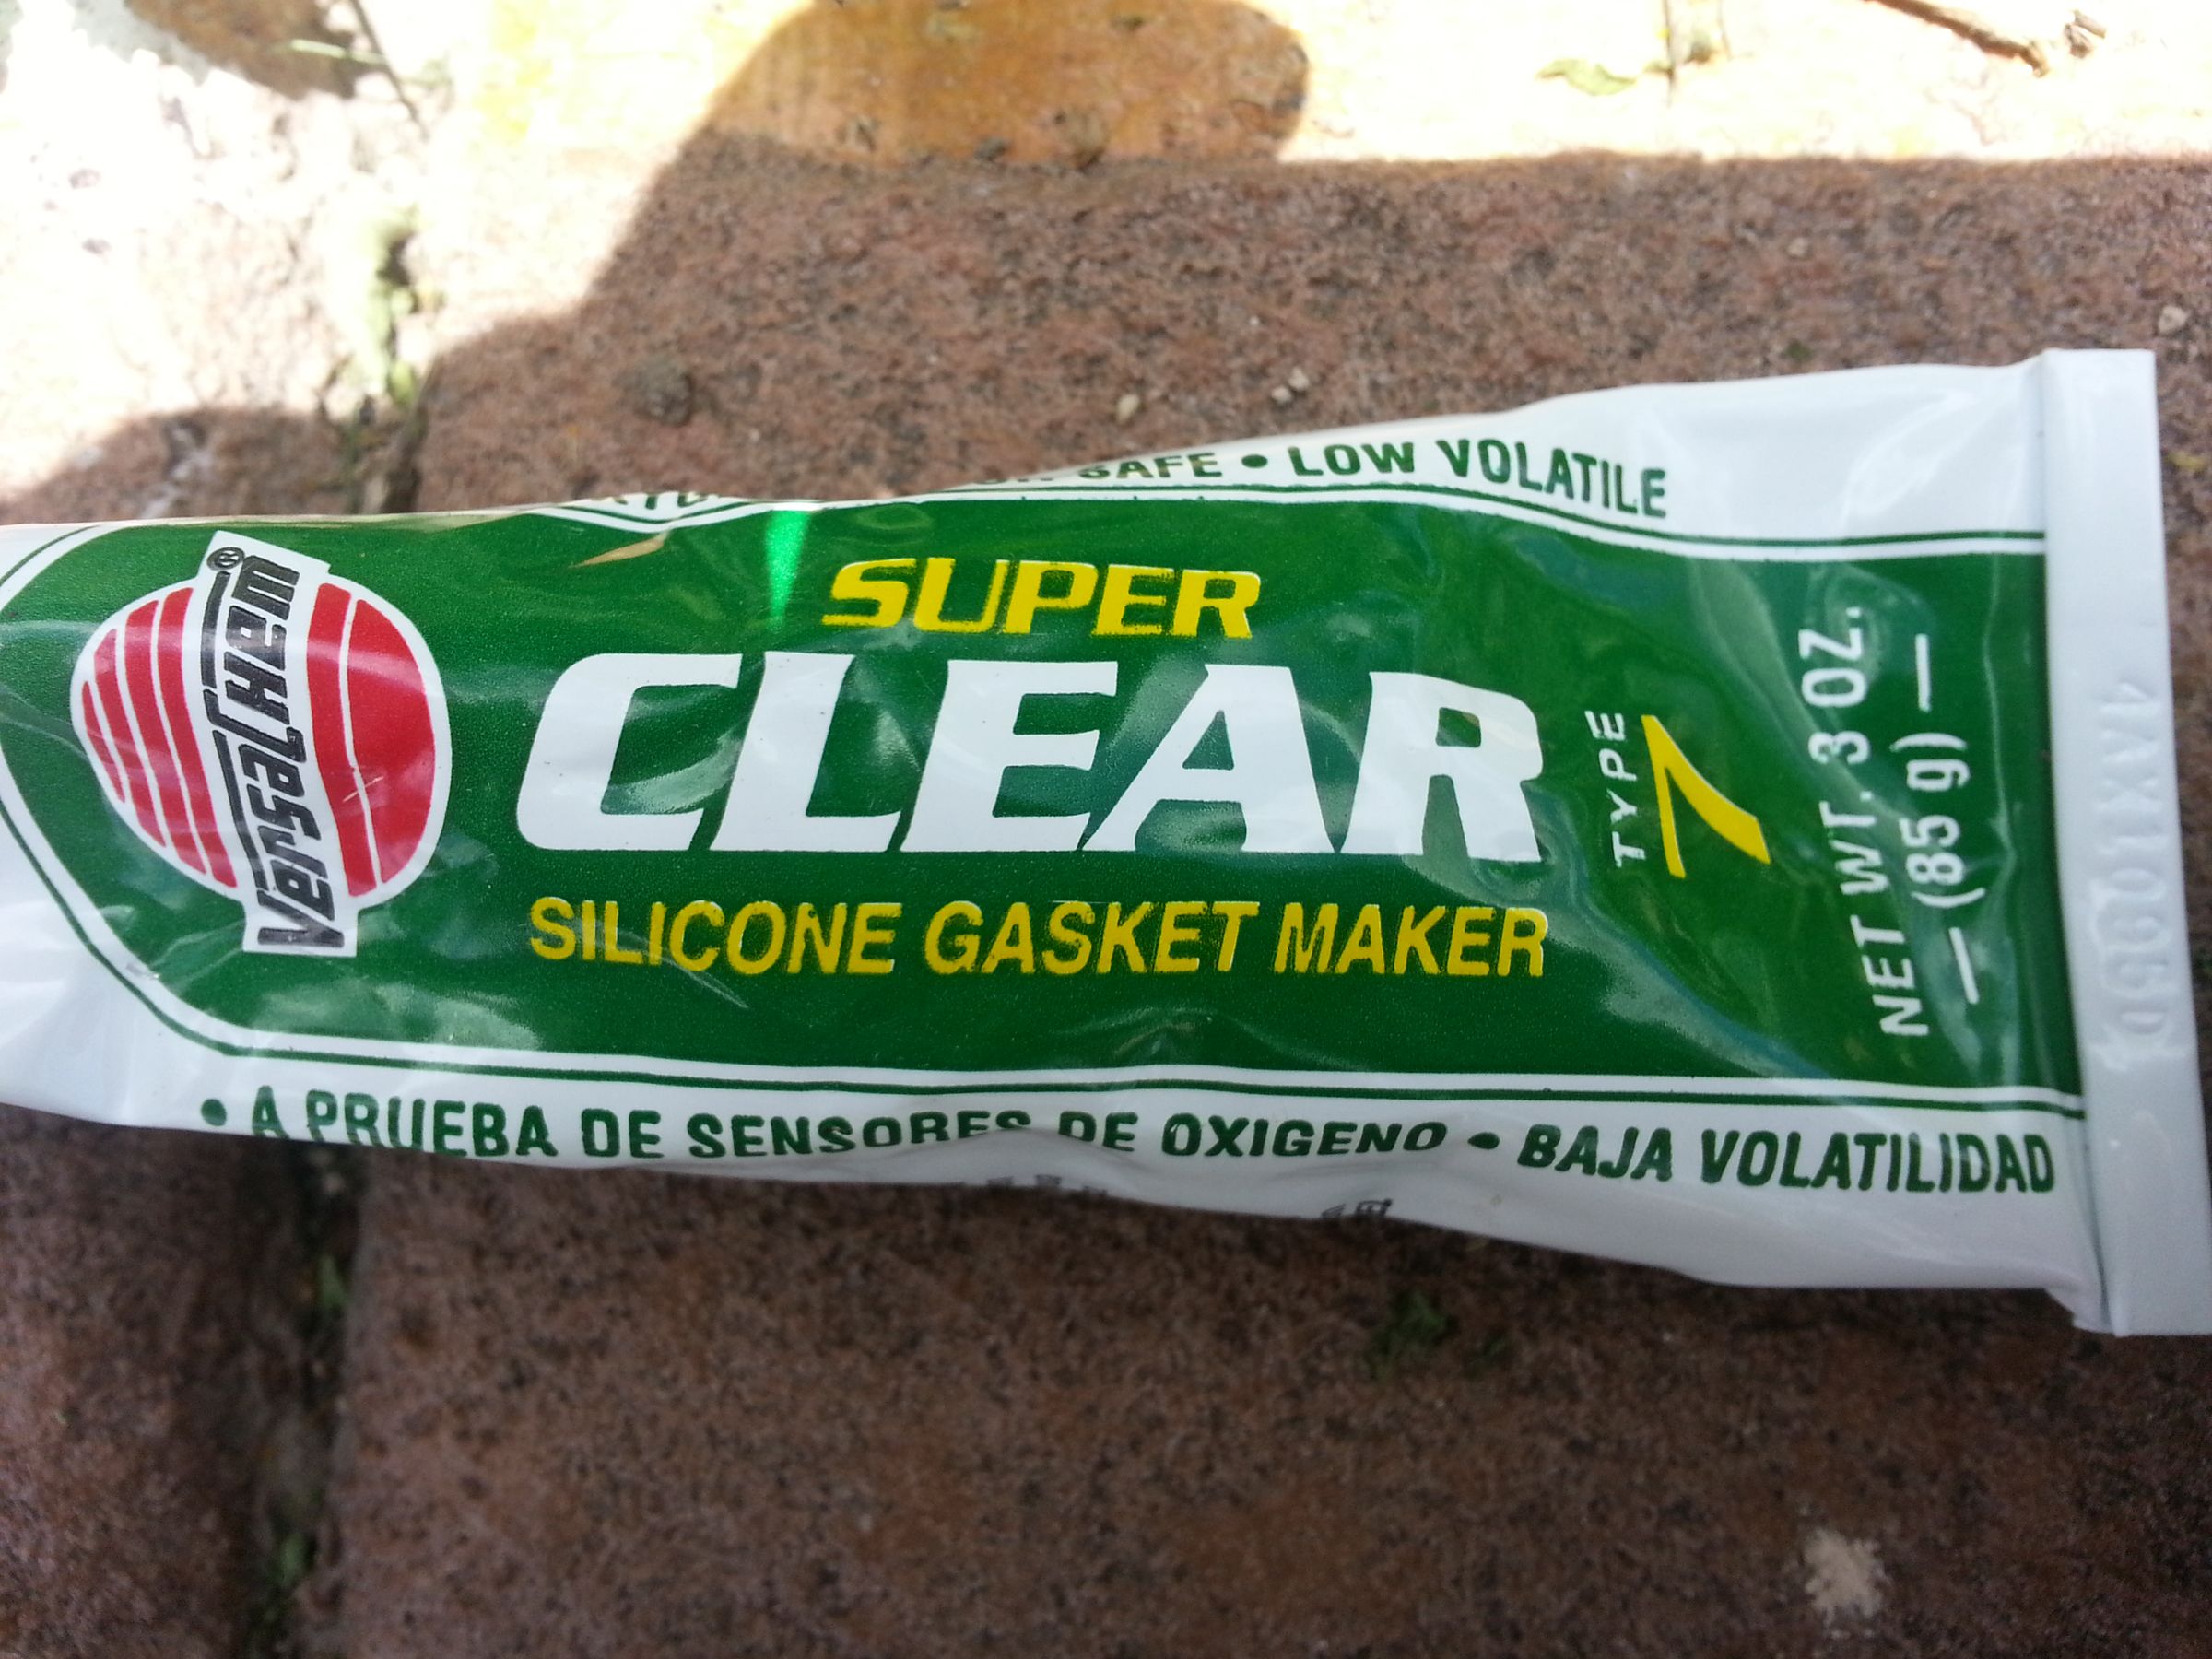 SAFE • LOW VOLATILE
VersaChem®
SUPER
CLEAR
SILICONE GASKET MAKER
TYPE
7
NET WT. 3 OZ.
— (85 g) —
• A PRUEBA DE SENSORES DE OXIGENO • BAJA VOLATILIDAD